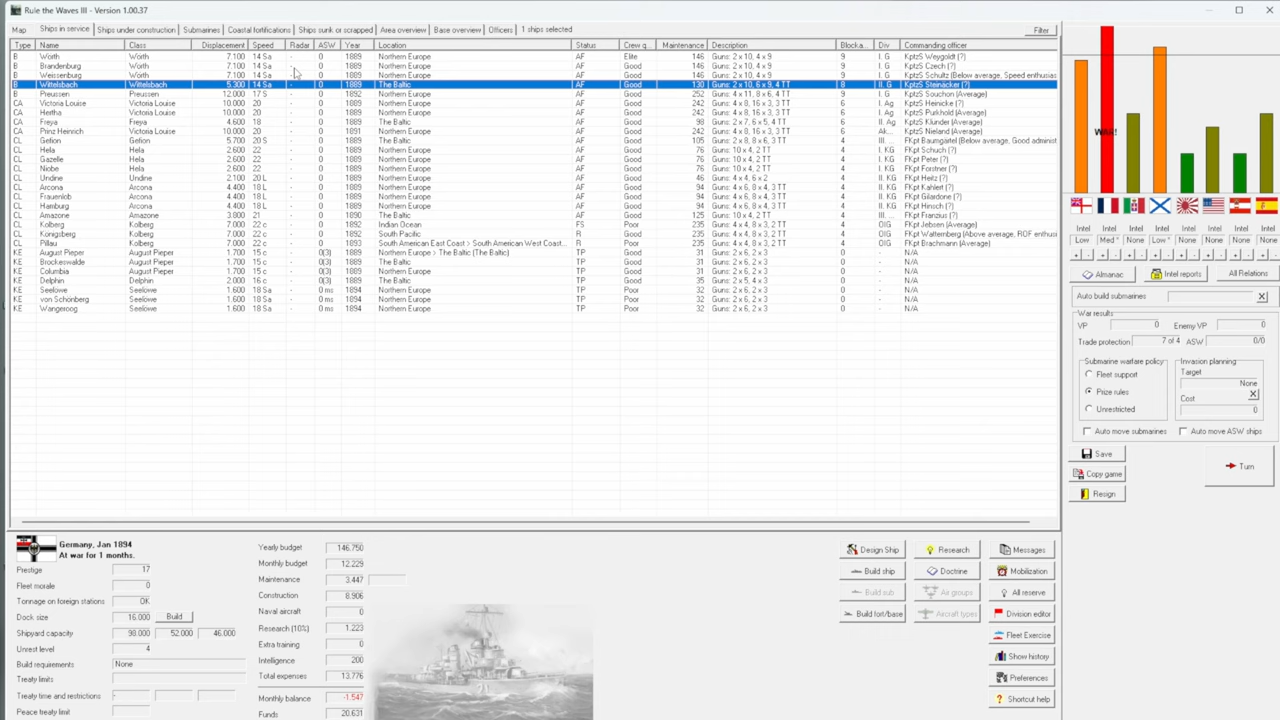 Rule the Waves III - Version 1.00.37
Map Ships in service Ships under construction Submarines Coastal fortifications Ships sunk or scrapped Area overview Base overview Officers 1 ships selected Filter
Type Name Class Displacement Speed Radar ASW Year Location Status Crew q... Maintenance Description Blocka... Div Commanding officer
B Wörth Wörth 7.100 14 Sa - 0 1889 Northern Europe AF Elite 146 Guns: 2 x 10, 4 x 9 9 I. G KptzS Weygoldt (?)
B Brandenburg Wörth 7.100 14 Sa - 0 1889 Northern Europe AF Good 146 Guns: 2 x 10, 4 x 9 9 I. G KptzS Czech (?)
B Weissenburg Wörth 7.100 14 Sa - 0 1889 Northern Europe AF Good 146 Guns: 2 x 10, 4 x 9 9 I. G KptzS Schultz (Below average, Speed enthusias
B Wittelsbach Wittelsbach 5.300 14 Sa - 0 1889 The Baltic AF Good 130 Guns: 2 x 10, 6 x 9, 4 TT 8 II. G KptzS Steinäcker (?)
B Preussen Preussen 12.000 17 S - 0 1892 Northern Europe AF Good 252 Guns: 4 x 11, 8 x 6, 4 TT 9 I. G KptzS Souchon (Average)
CA Victoria Louise Victoria Louise 10.000 20 - 0 1889 Northern Europe AF Good 146 Guns: 4 x 8, 16 x 3, 3 TT 6 I. Ag KptzS Heinicke (?)
CA Hertha Victoria Louise 10.000 20 - 0 1889 Northern Europe AF Good 146 Guns: 4 x 8, 16 x 3, 3 TT 6 I. Ag KptzS Purkhold (Average)
CA Freya Freya 4.600 18 - 0 1889 The Baltic AF Good 98 Guns: 2 x 7, 6 x 5, 2 TT 6 II. Ag KptzS Klunder (Average)
CA Prinz Heinrich Victoria Louise 10.000 20 - 0 1891 Northern Europe AF Good 146 Guns: 4 x 8, 16 x 3, 3 TT 6 Ak... KptzS Nieland (Average)
CL Gefion Gefion 5.700 20 S - 0 1889 The Baltic AF Good 105 Guns: 2 x 8, 8 x 6, 3 TT 4 III. ... FKpt Baumgärtel (Below average, Good administ
CL Hela Hela 2.600 22 - 0 1889 Northern Europe AF Good 76 Guns: 10 x 4, 2 TT 4 I. KG FKpt Schuch (?)
CL Gazelle Hela 2.600 22 - 0 1889 Northern Europe AF Good 76 Guns: 10 x 4, 2 TT 4 I. KG FKpt Peter (?)
CL Niobe Hela 2.600 22 - 0 1889 Northern Europe AF Good 76 Guns: 10 x 4, 2 TT 4 I. KG FKpt Forstner (?)
CL Undine Undine 2.100 20 L - 0 1889 Northern Europe AF Good 71 Guns: 4 x 4, 6 x 2 4 I. KG FKpt Heitz (?)
CL Arcona Arcona 4.400 18 L - 0 1889 Northern Europe AF Good 94 Guns: 4 x 6, 8 x 4, 3 TT 4 II. KG FKpt Kahlert (?)
CL Frauenlob Arcona 4.400 18 L - 0 1889 Northern Europe AF Good 94 Guns: 4 x 6, 8 x 4, 3 TT 4 II. KG FKpt Gilardone (?)
CL Hamburg Arcona 4.400 18 L - 0 1889 Northern Europe AF Good 94 Guns: 4 x 6, 8 x 4, 3 TT 4 II. KG FKpt Hirsch (?)
CL Amazone Amazone 3.800 21 - 0 1890 The Baltic AF Good 125 Guns: 10 x 4, 2 TT 4 III. ... FKpt Franzius (?)
CL Kolberg Kolberg 7.000 22 c - 0 1892 Indian Ocean FS Poor 235 Guns: 4 x 4, 8 x 3, 2 TT 4 OIG FKpt Jebsen (Average)
CL Königsberg Kolberg 7.000 22 c - 0 1892 South Pacific R Poor 235 Guns: 4 x 4, 8 x 3, 2 TT 4 OIG FKpt Wattenberg (Above average, ROF enthus
CL Pillau Kolberg 7.000 22 c - 0 1893 South American East Coast > South American West Coast... R Poor 235 Guns: 4 x 4, 8 x 3, 2 TT 4 OIG FKpt Brachmann (Average)
KE August Pieper August Pieper 1.700 15 c 0(3) 1889 Northern Europe > The Baltic (The Baltic) TP Good 31 Guns: 2 x 6, 2 x 3 0 - N/A
KE Brockeswalde August Pieper 1.700 15 c 0(3) 1889 The Baltic TP Good 31 Guns: 2 x 6, 2 x 3 0 - N/A
KE Columbia August Pieper 1.700 15 c 0(3) 1889 Northern Europe TP Good 31 Guns: 2 x 6, 2 x 3 0 - N/A
KE Delphin Delphin 2.000 16 c 0(3) 1889 The Baltic TP Good 35 Guns: 2 x 5, 4 x 3 0 - N/A
KE Seelöwe Seelöwe 1.600 18 Sa 0 ms 1894 Northern Europe TP Poor 32 Guns: 2 x 6, 2 x 3 0 - N/A
KE von Schönberg Seelöwe 1.600 18 Sa 0 ms 1894 Northern Europe TP Poor 32 Guns: 2 x 6, 2 x 3 0 - N/A
KE Wangeroog Seelöwe 1.600 18 Sa 0 ms 1894 Northern Europe TP Poor 32 Guns: 2 x 6, 2 x 3 0 - N/A
WAR!
Intel Intel Intel Intel Intel Intel Intel Intel
Low Med * None Low * None None None None
+ - + - + - + - + - + - + - + -
Almanac Intel reports All Relations
Auto build submarines X
War results
VP 0 Enemy VP 0
Trade protection 7 of 4 ASW 0/0
Submarine warfare policy
Fleet support
Prize rules
Unrestricted
Invasion planning
Target
None
Cost X
0
Auto move submarines Auto move ASW ships
Save
Copy game
Resign
Turn
Germany, Jan 1894
At war for 1 months.
Prestige 17
Fleet morale 0
Tonnage on foreign stations OK
Dock size 16.000 Build
Shipyard capacity 98.000 52.000 46.000
Unrest level 4
Build requirements None
Treaty limits
Treaty time and restrictions -
Peace treaty limit
Yearly budget 146.750
Monthly budget 12.229
Maintenance 3.447
Construction 8.906
Naval aircraft 0
Research (10%) 1.223
Extra training 0
Intelligence 200
Total expenses 13.776
Monthly balance -1.547
Funds 20.631
Design Ship Research Messages
Build ship Doctrine Mobilization
Build sub Air groups All reserve
Build fort/base Aircraft types Division editor
Fleet Exercise
Show history
Preferences
Shortcut help